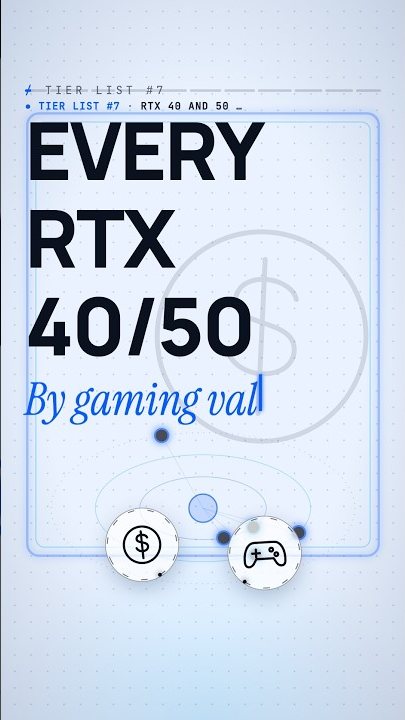 TIER LIST #7
TIER LIST #7 · RTX 40 AND 50 …
EVERY
RTX
40/50
By gaming val